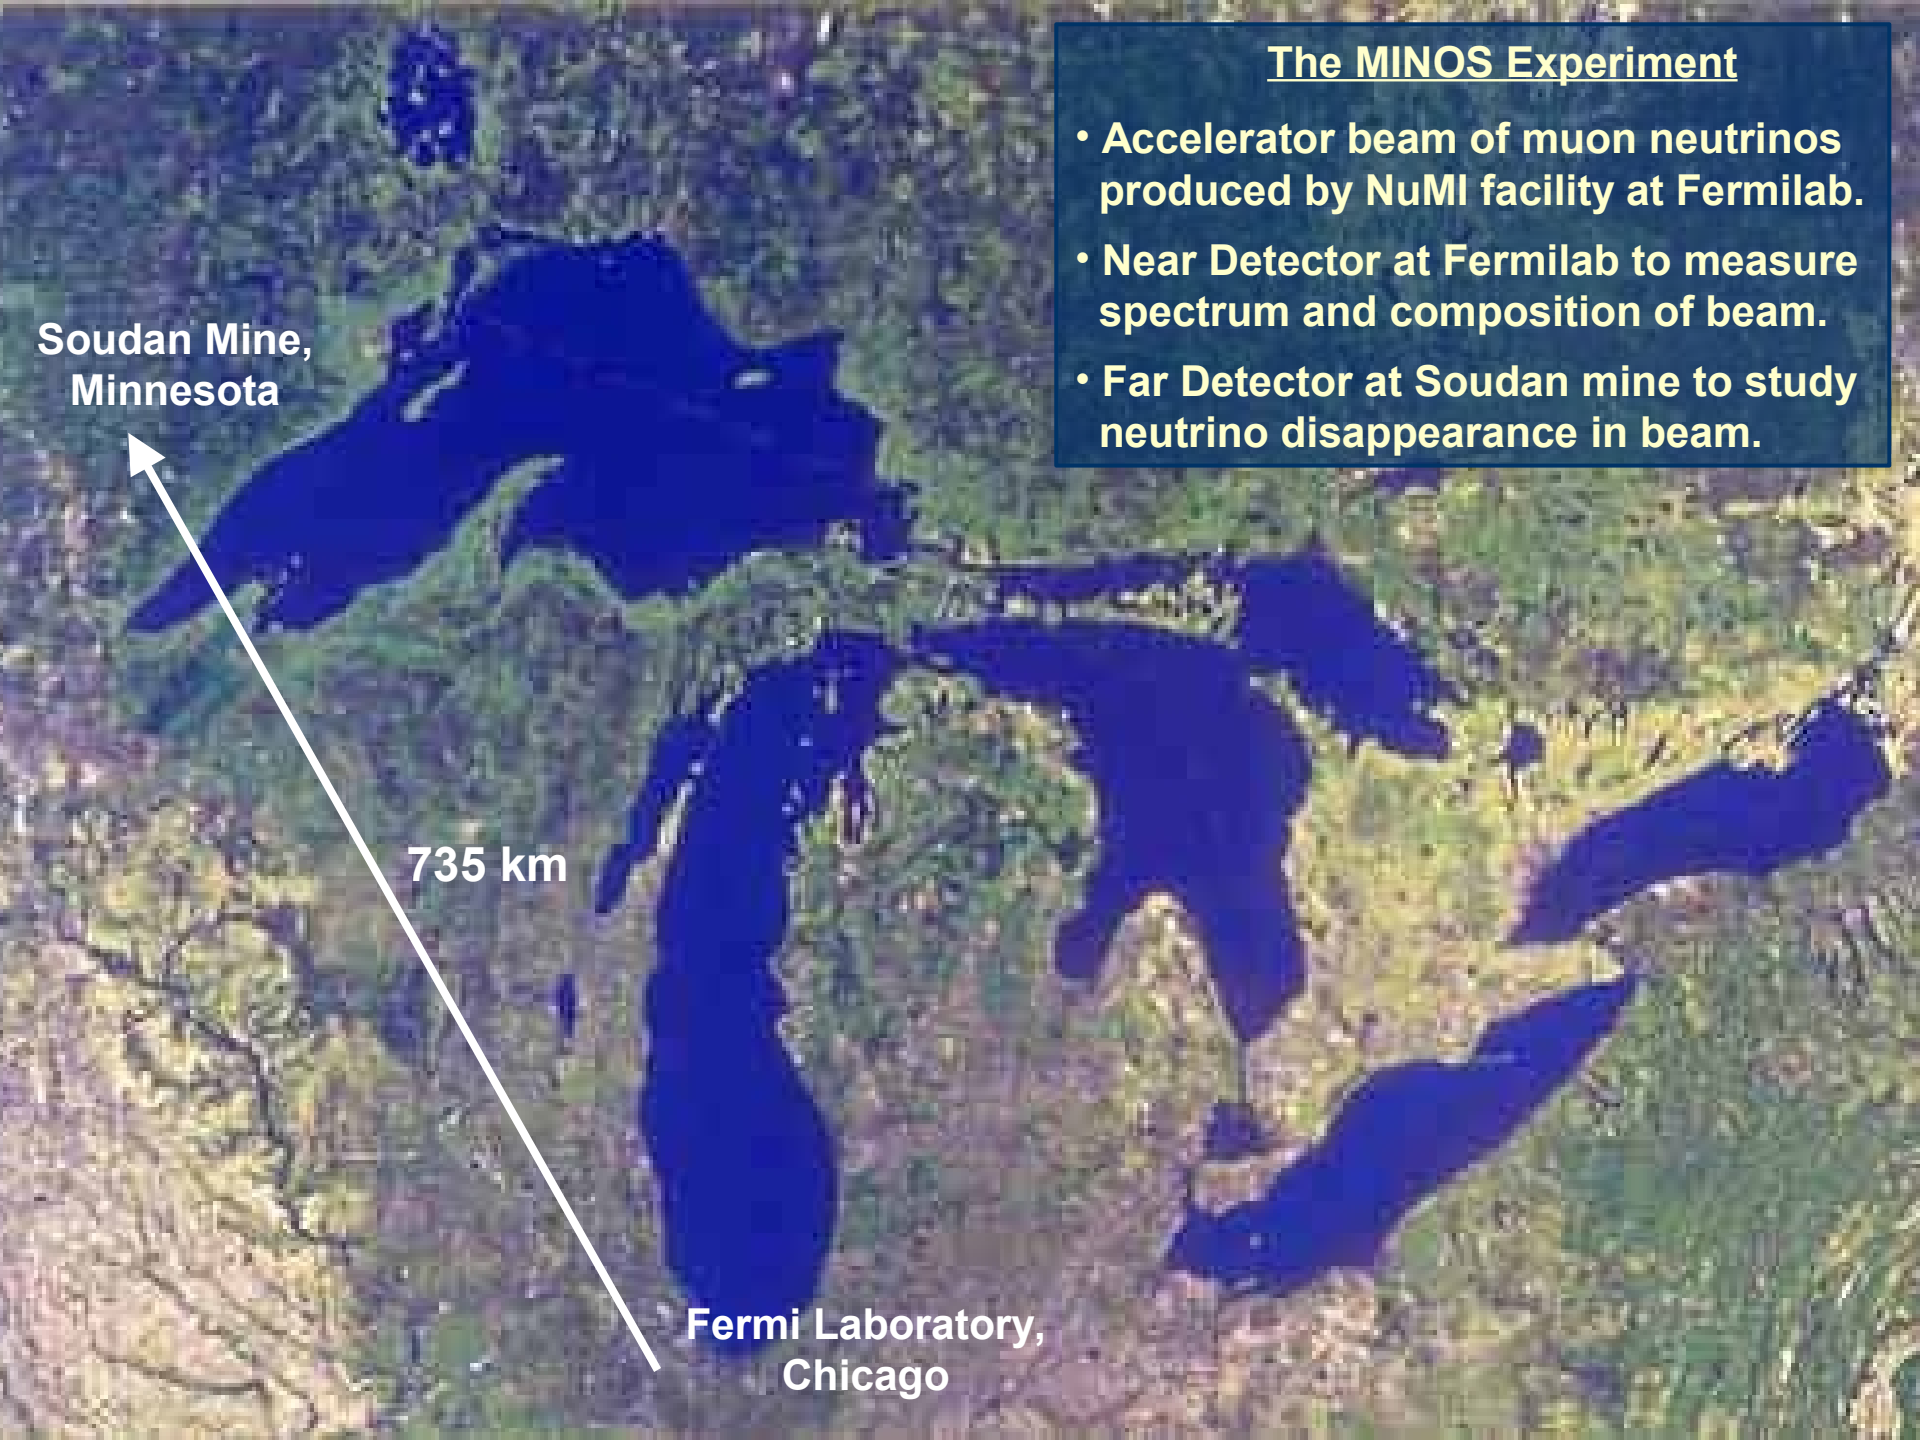 The MINOS Experiment
• Accelerator beam of muon neutrinos
produced by NuMI facility at Fermilab.
• Near Detector at Fermilab to measure
spectrum and composition of beam.
• Far Detector at Soudan mine to study
neutrino disappearance in beam.
Soudan Mine,
Minnesota
735 km
Fermi Laboratory,
Chicago